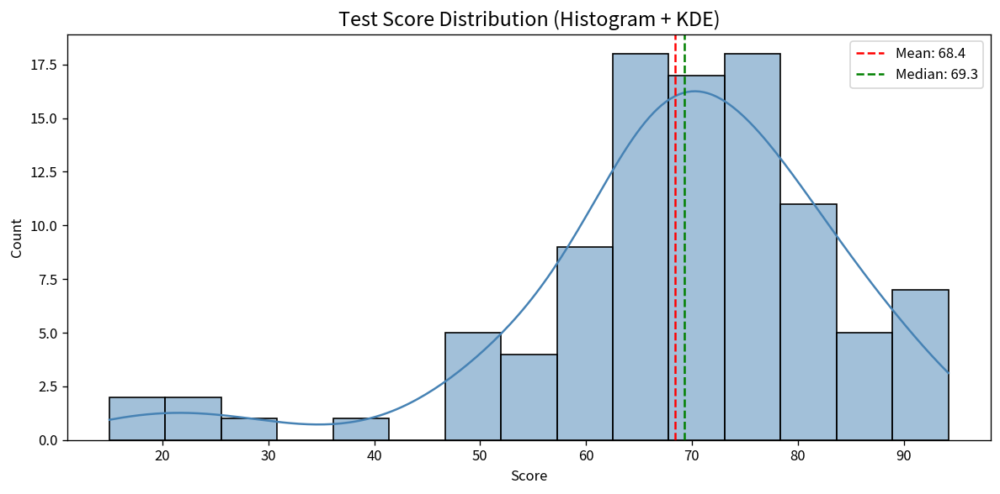 Test Score Distribution (Histogram + KDE)
Mean: 68.4
Median: 69.3
17.5
15.0
12.5
10.0
7.5
5.0
2.5
0.0
Count
20 30 40 50 60 70 80 90
Score